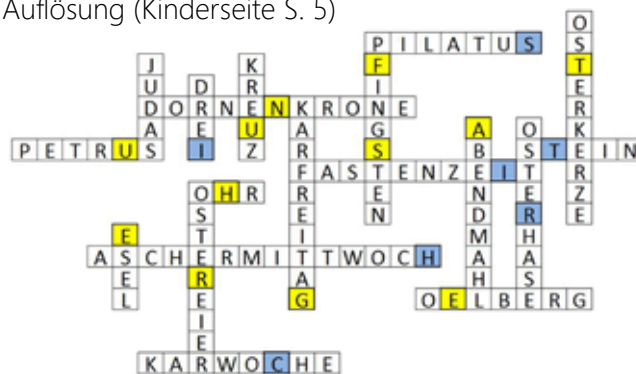 Auflösung (Kinderseite S. 5)
PILATUS
DORNENKRONE
PETRUS
STEIN
FASTENZEIT
OHR
ASCHERMITTWOCH
OELBERG
KARWOCHE
JUDAS
DREI
KREUZ
KARFREITAG
PFINGSTEN
ABENDMAHL
OSTERHASE
OSTERKERZE
OSTEREIER
ESEL